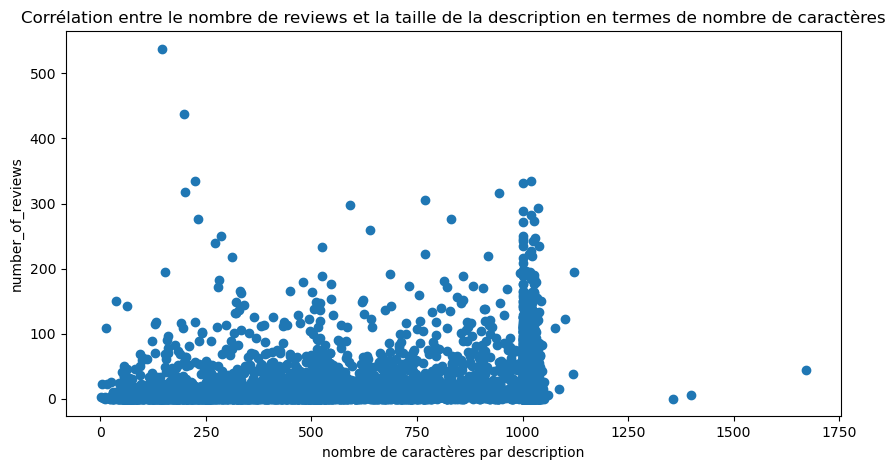 Corrélation entre le nombre de reviews et la taille de la description en termes de nombre de caractères
number_of_reviews
500
400
300
200
100
0
0 250 500 750 1000 1250 1500 1750
nombre de caractères par description